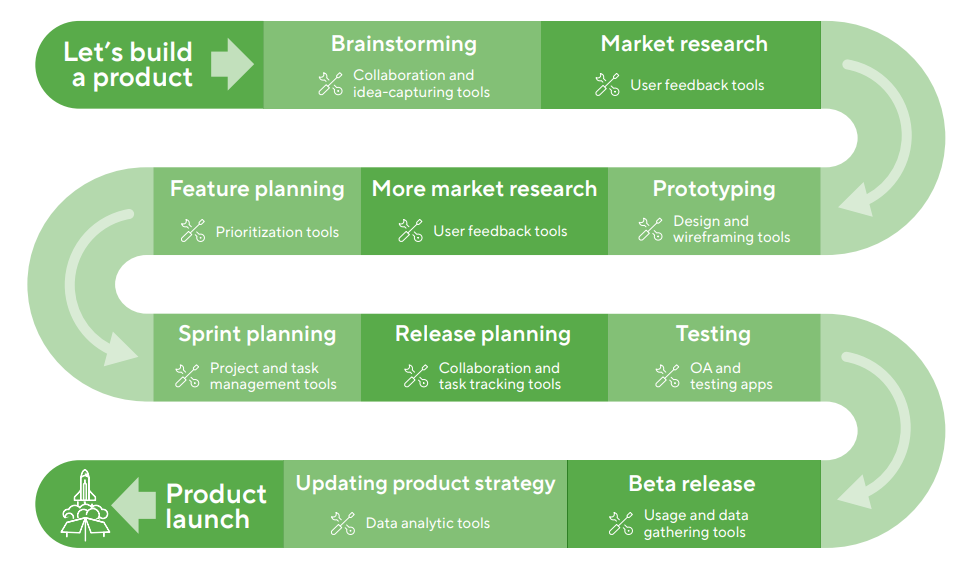 Let's build
a product
Brainstorming
Collaboration and
idea-capturing tools
Market research
User feedback tools
Prototyping
Design and
wireframing tools
More market research
User feedback tools
Feature planning
Prioritization tools
Sprint planning
Project and task
management tools
Release planning
Collaboration and
task tracking tools
Testing
OA and
testing apps
Beta release
Usage and data
gathering tools
Updating product strategy
Data analytic tools
Product
launch